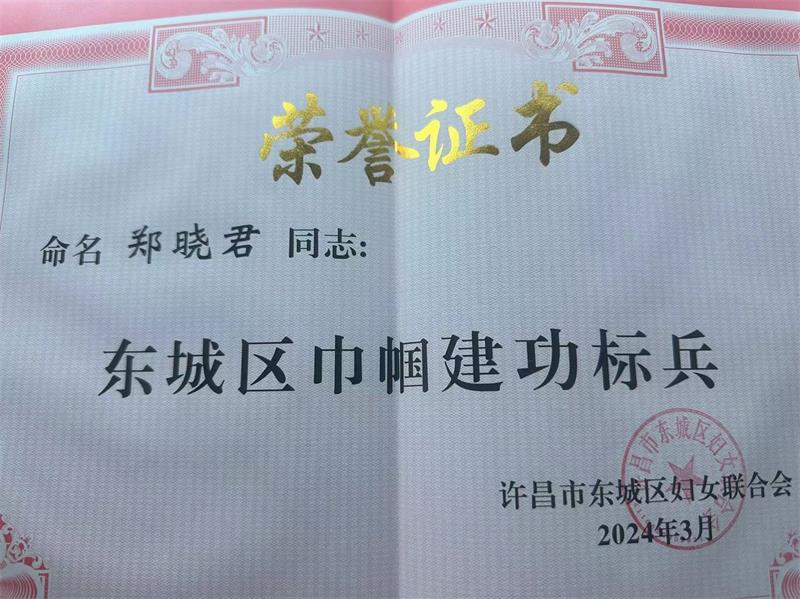 荣誉证书
命名 郑晓君 同志:
东城区巾帼建功标兵
许昌市东城区妇女联合会
2024年3月